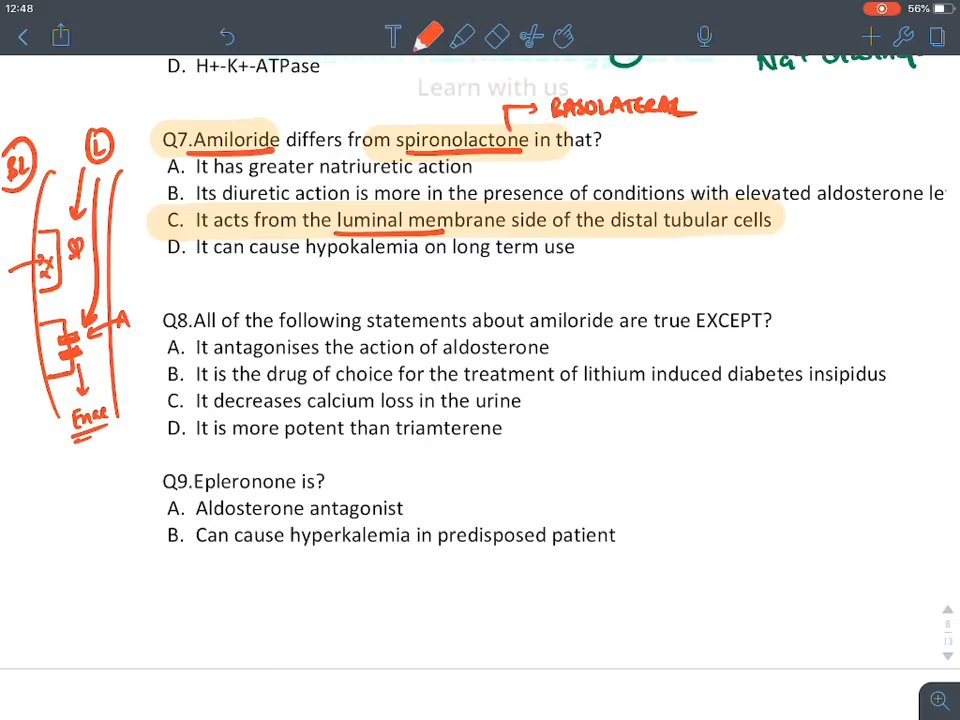 12:48
56%
T
Na+
D. H+-K+-ATPase
Learn with us
BASOLATERAL
Q7.Amiloride differs from spironolactone in that?
A. It has greater natriuretic action
B. Its diuretic action is more in the presence of conditions with elevated aldosterone le
C. It acts from the luminal membrane side of the distal tubular cells
D. It can cause hypokalemia on long term use
BL
L
A
Enac
Q8.All of the following statements about amiloride are true EXCEPT?
A. It antagonises the action of aldosterone
B. It is the drug of choice for the treatment of lithium induced diabetes insipidus
C. It decreases calcium loss in the urine
D. It is more potent than triamterene
Q9.Epleronone is?
A. Aldosterone antagonist
B. Can cause hyperkalemia in predisposed patient
8
13